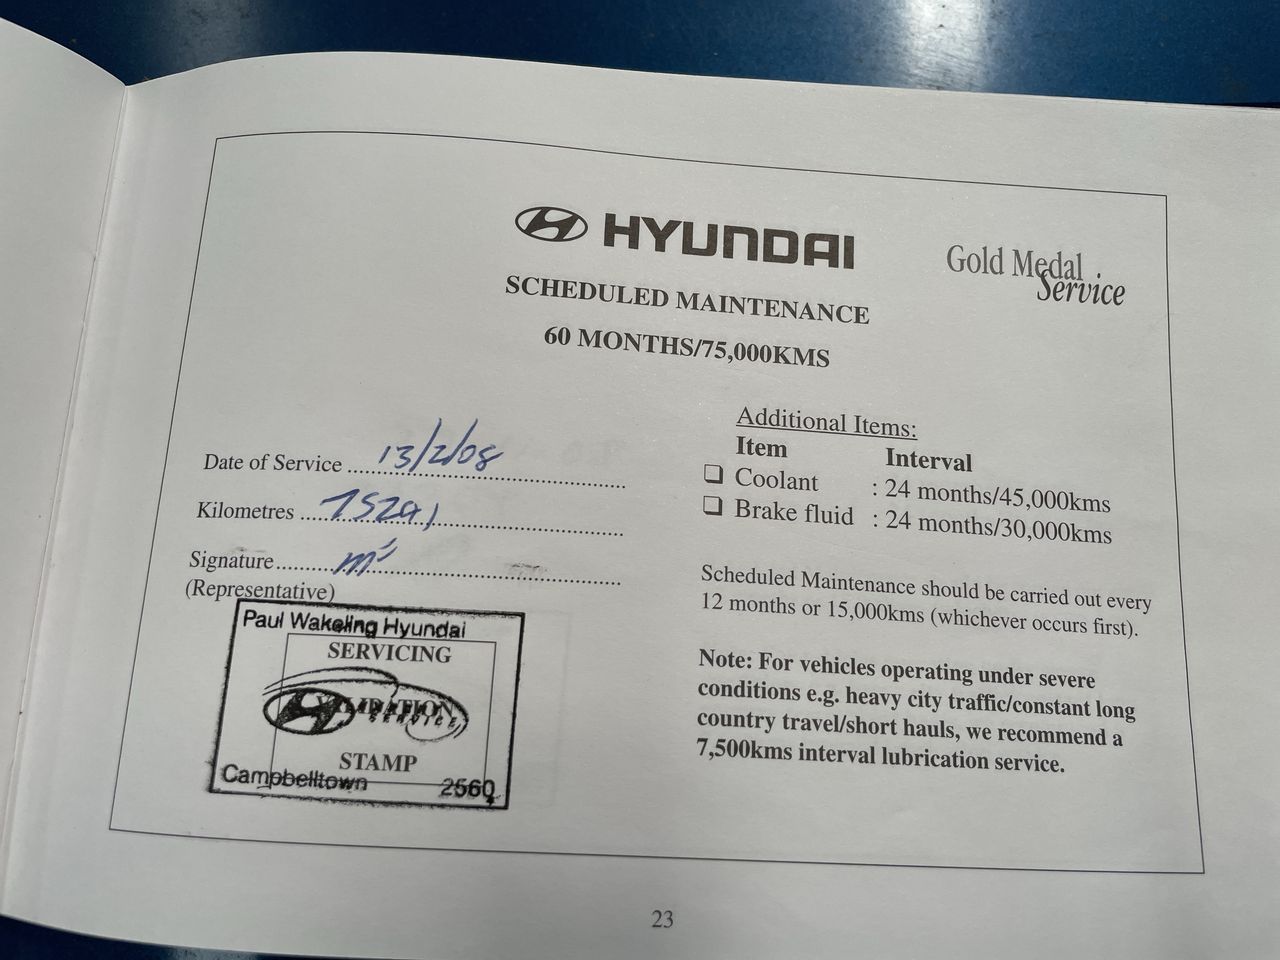 HYUNDAI
Gold Medal
Service
SCHEDULED MAINTENANCE
60 MONTHS/75,000KMS
Date of Service 13/2/08
Kilometres 75291
Signature
(Representative)
Paul Wakeling Hyundai
SERVICING
VALIDATION
SERVICE
STAMP
Campbelltown 2560
Additional Items:
Item Interval
❏ Coolant : 24 months/45,000kms
❏ Brake fluid : 24 months/30,000kms
Scheduled Maintenance should be carried out every
12 months or 15,000kms (whichever occurs first).
Note: For vehicles operating under severe
conditions e.g. heavy city traffic/constant long
country travel/short hauls, we recommend a
7,500kms interval lubrication service.
23